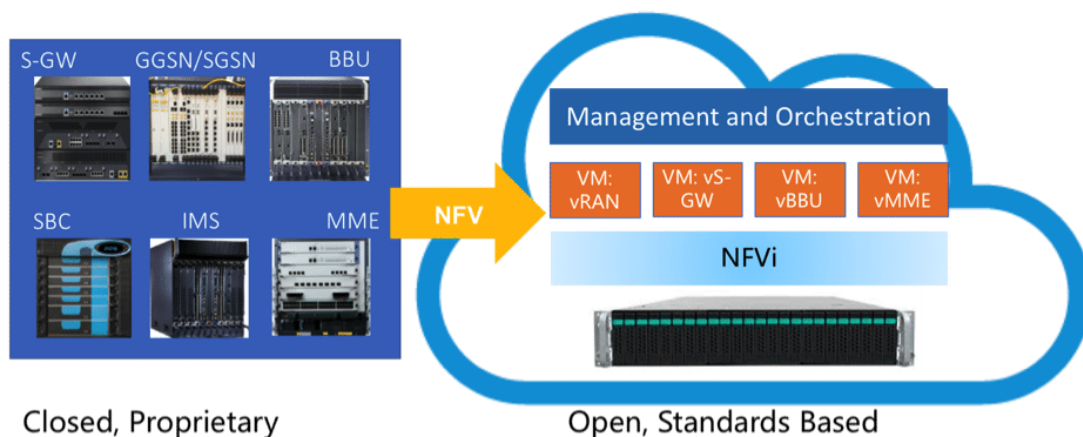 S-GW
GGSN/SGSN
BBU
SBC
IMS
MME
Closed, Proprietary
NFV
Management and Orchestration
VM:
vRAN
VM: vS-
GW
VM:
vBBU
VM:
vMME
NFVi
Open, Standards Based